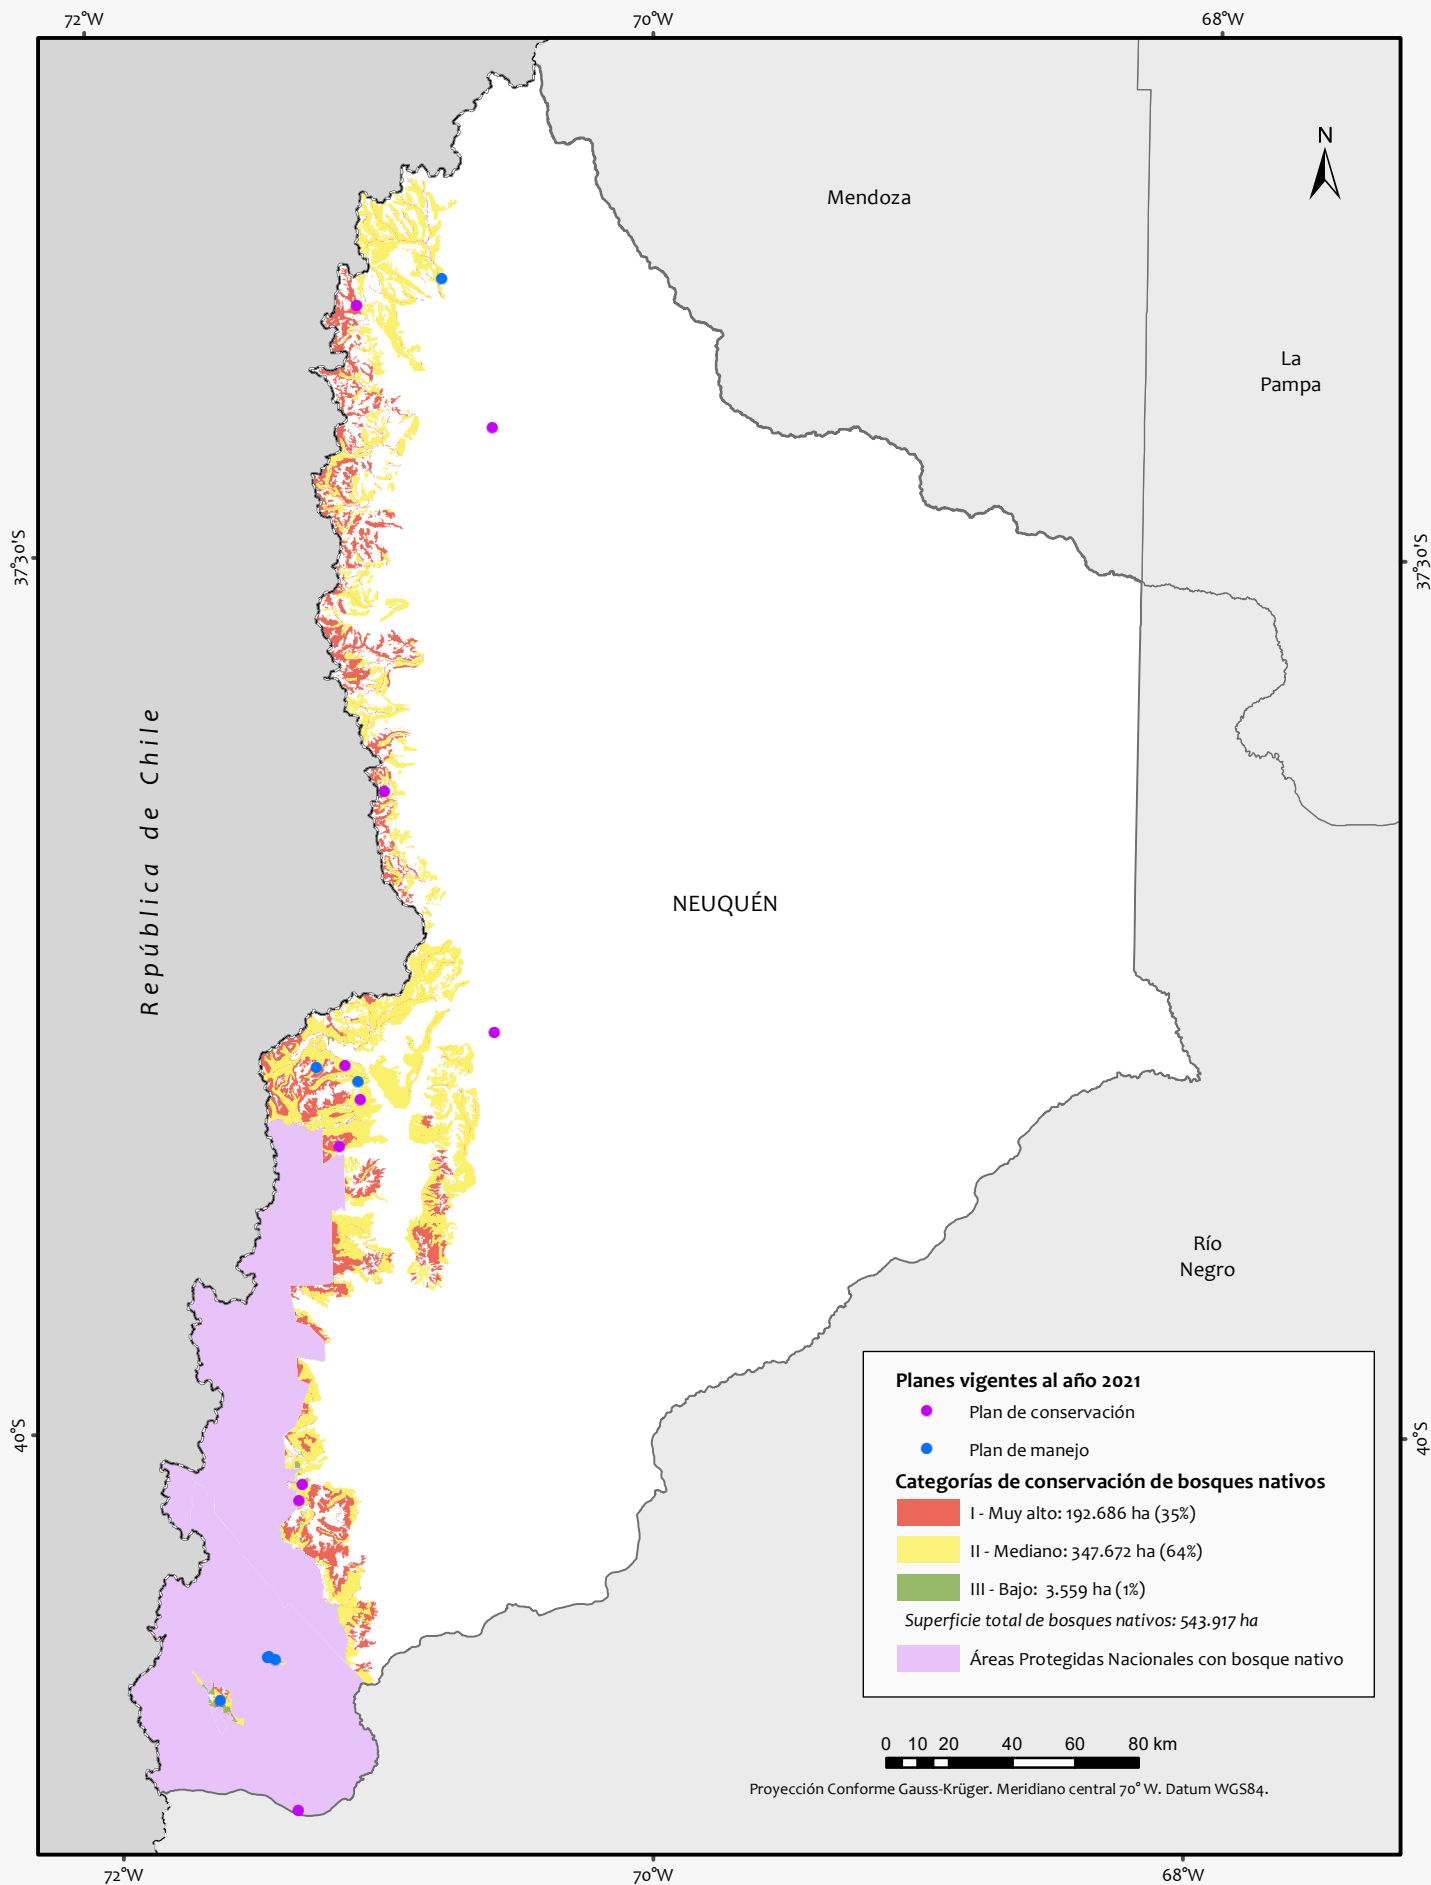 72°W
70°W
68°W
N
Mendoza
La
Pampa
37°30'S
37°30'S
República de Chile
NEUQUÉN
Río
Negro
40°S
40°S
Planes vigentes al año 2021
Plan de conservación
Plan de manejo
Categorías de conservación de bosques nativos
I - Muy alto: 192.686 ha (35%)
II - Mediano: 347.672 ha (64%)
III - Bajo: 3.559 ha (1%)
Superficie total de bosques nativos: 543.917 ha
Áreas Protegidas Nacionales con bosque nativo
0 10 20 40 60 80 km
Proyección Conforme Gauss-Krüger. Meridiano central 70° W. Datum WGS84.
72°W
70°W
68°W